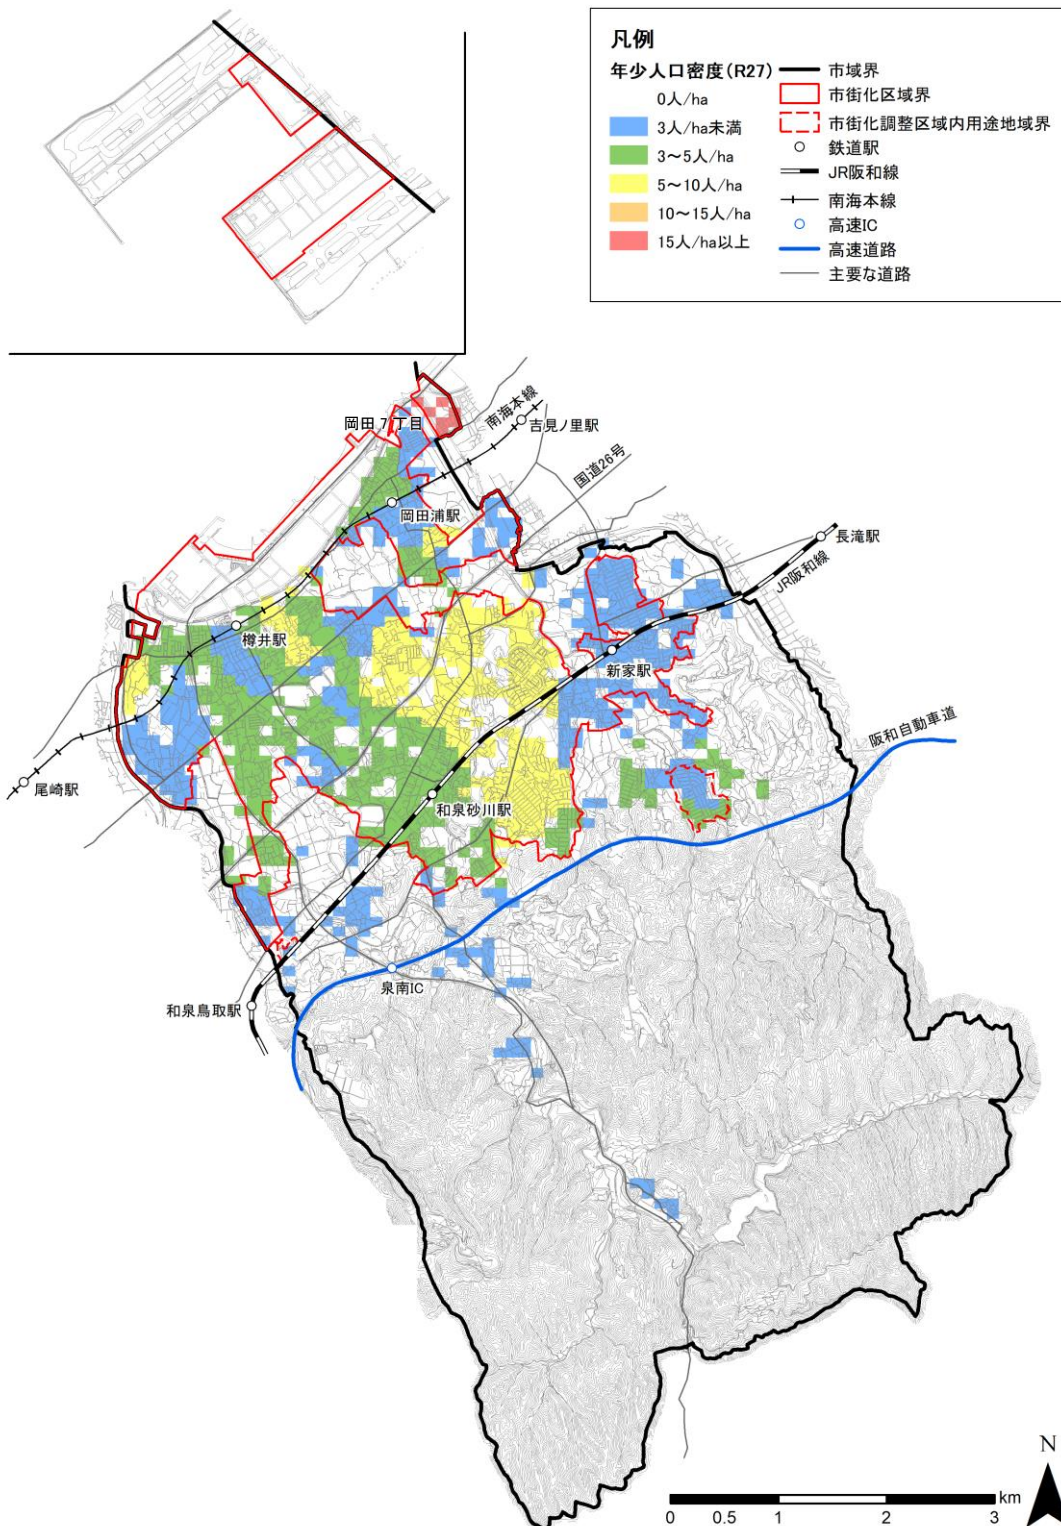 凡例
年少人口密度(R27)
0人/ha
3人/ha未満
3～5人/ha
5～10人/ha
10～15人/ha
15人/ha以上
市域界
市街化区域界
市街化調整区域内用途地域界
鉄道駅
JR阪和線
南海本線
高速IC
高速道路
主要な道路
岡田7丁目
南海本線
吉見ノ里駅
国道26号
岡田浦駅
長滝駅
JR阪和線
樽井駅
新家駅
阪和自動車道
尾崎駅
和泉砂川駅
泉南IC
和泉鳥取駅
N
km
0 0.5 1 2 3